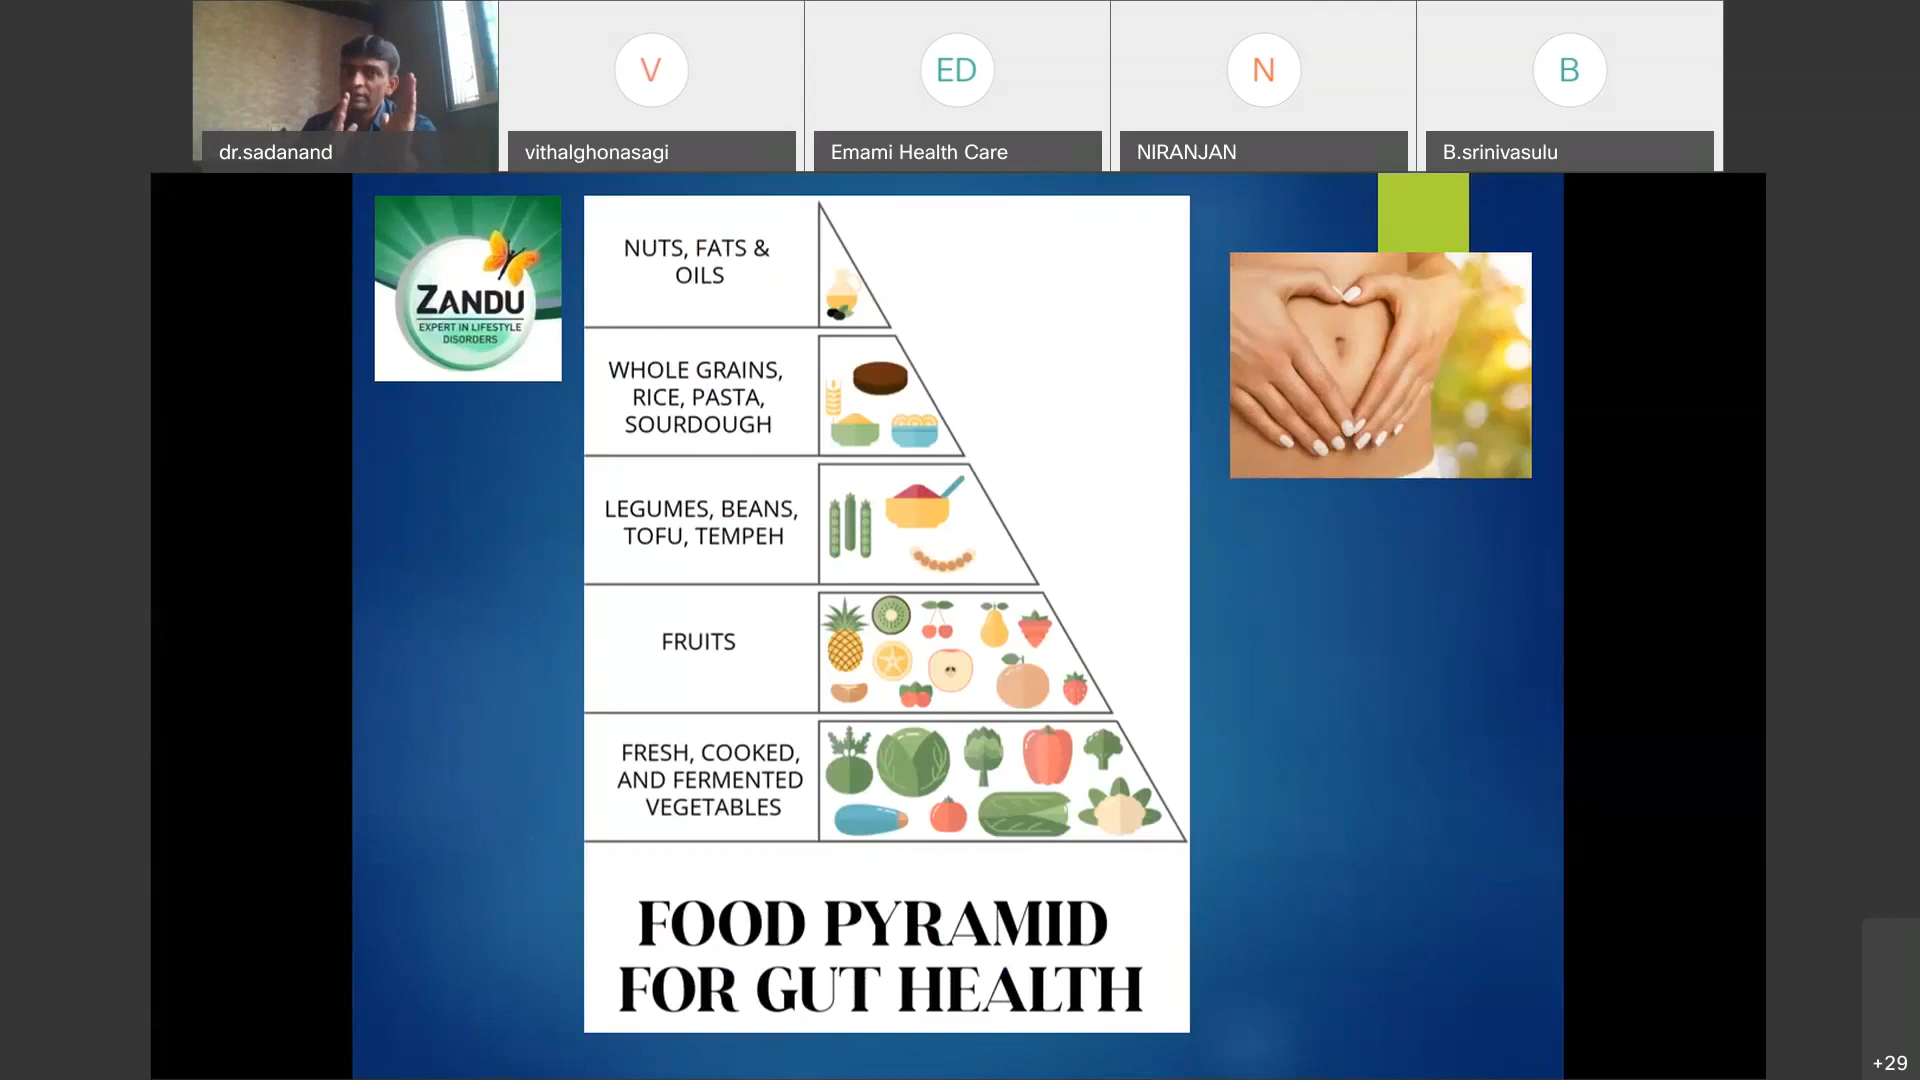 V
ED
N
B
dr.sadanand
vithalghonasagi
Emami Health Care
NIRANJAN
B.srinivasulu
ZANDU
EXPERT IN LIFESTYLE
DISORDERS
NUTS, FATS &
OILS
WHOLE GRAINS,
RICE, PASTA,
SOURDOUGH
LEGUMES, BEANS,
TOFU, TEMPEH
FRUITS
FRESH, COOKED,
AND FERMENTED
VEGETABLES
FOOD PYRAMID
FOR GUT HEALTH
+29